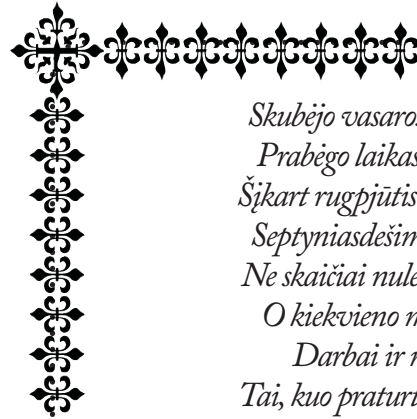 Skubėjo vasaros
Prabėgo laikas
Šįkart rugpjūtis
Septyniasdešim
Ne skaičiai nule
O kiekvieno
Darbai ir
Tai, kuo praturt